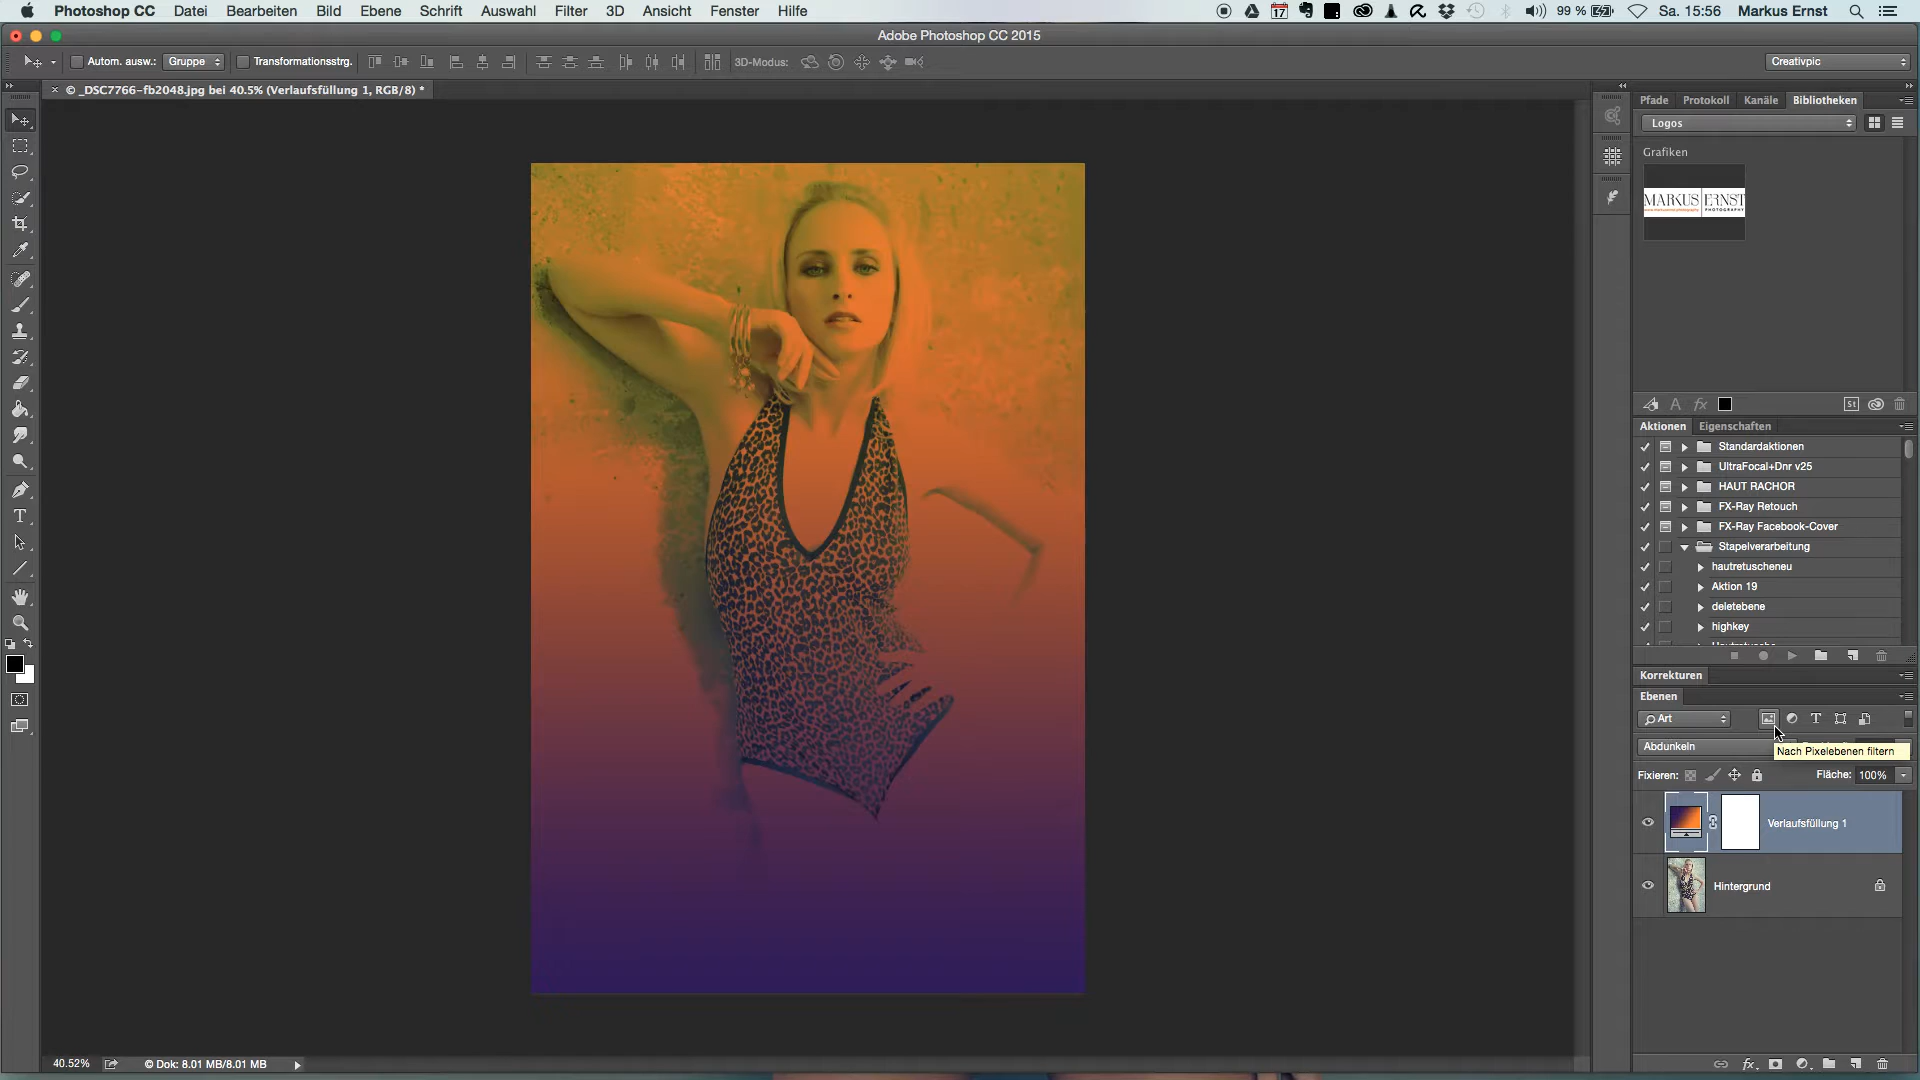 Photoshop CC Datei Bearbeiten Bild Ebene Schrift Auswahl Filter 3D Ansicht Fenster Hilfe 17 99 % Sa. 15:56 Markus Ernst
Adobe Photoshop CC 2015
Autom. ausw.: Gruppe Transformationsstrg. 3D-Modus: Creativpic
© _DSC7766-fb2048.jpg bei 40.5% (Verlaufsfüllung 1, RGB/8) *
Pfade Protokoll Kanäle Bibliotheken
Logos
Grafiken
MARKUS ERNST
PHOTOGRAPHY
St
Aktionen Eigenschaften
Standardaktionen
UltraFocal+Dnr v25
HAUT RACHOR
FX-Ray Retouch
FX-Ray Facebook-Cover
Stapelverarbeitung
hautretuscheneu
Aktion 19
deletebene
highkey
Korrekturen
Ebenen
Art
Abdunkeln
Nach Pixelebenen filtern
Fixieren: Fläche: 100%
Verlaufsfüllung 1
Hintergrund
40.52% © Dok: 8.01 MB/8.01 MB